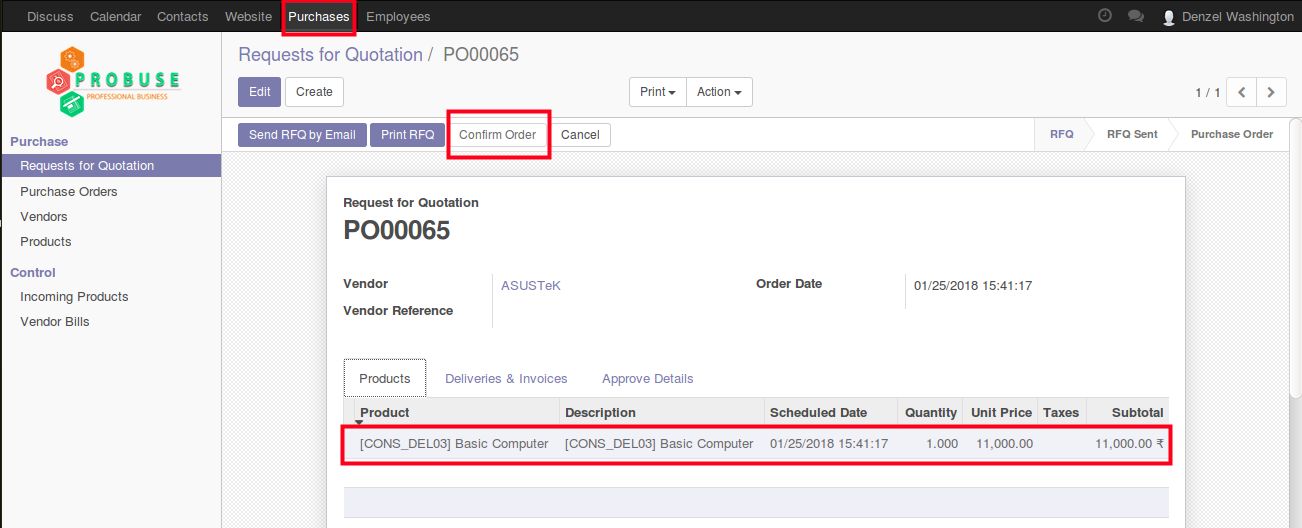 Discuss Calendar Contacts Website Purchases Employees Denzel Washington
PROBUSE
PROFESSIONAL BUSINESS
Requests for Quotation / PO00065
Edit Create Print Action 1 / 1
Send RFQ by Email Print RFQ Confirm Order Cancel RFQ RFQ Sent Purchase Order
Purchase
Requests for Quotation
Purchase Orders
Vendors
Products
Control
Incoming Products
Vendor Bills
Request for Quotation
PO00065
Vendor ASUSTeK Order Date 01/25/2018 15:41:17
Vendor Reference
Products Deliveries & Invoices Approve Details
Product Description Scheduled Date Quantity Unit Price Taxes Subtotal
[CONS_DEL03] Basic Computer [CONS_DEL03] Basic Computer 01/25/2018 15:41:17 1.000 11,000.00 11,000.00 ₹